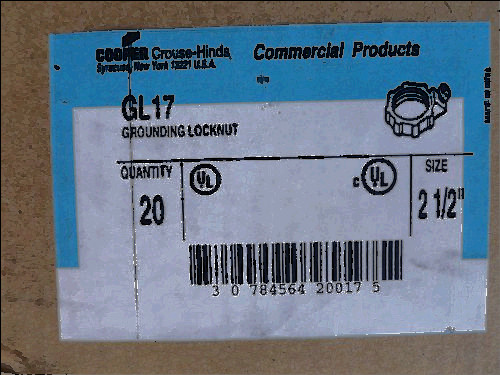 COOPER Crouse-Hinds Commercial Products
Syracuse, New York 13221 U.S.A.
GL17
GROUNDING LOCKNUT
QUANTITY
20
UL
c UL
SIZE
2 1/2"
3 0 784564 20017 5